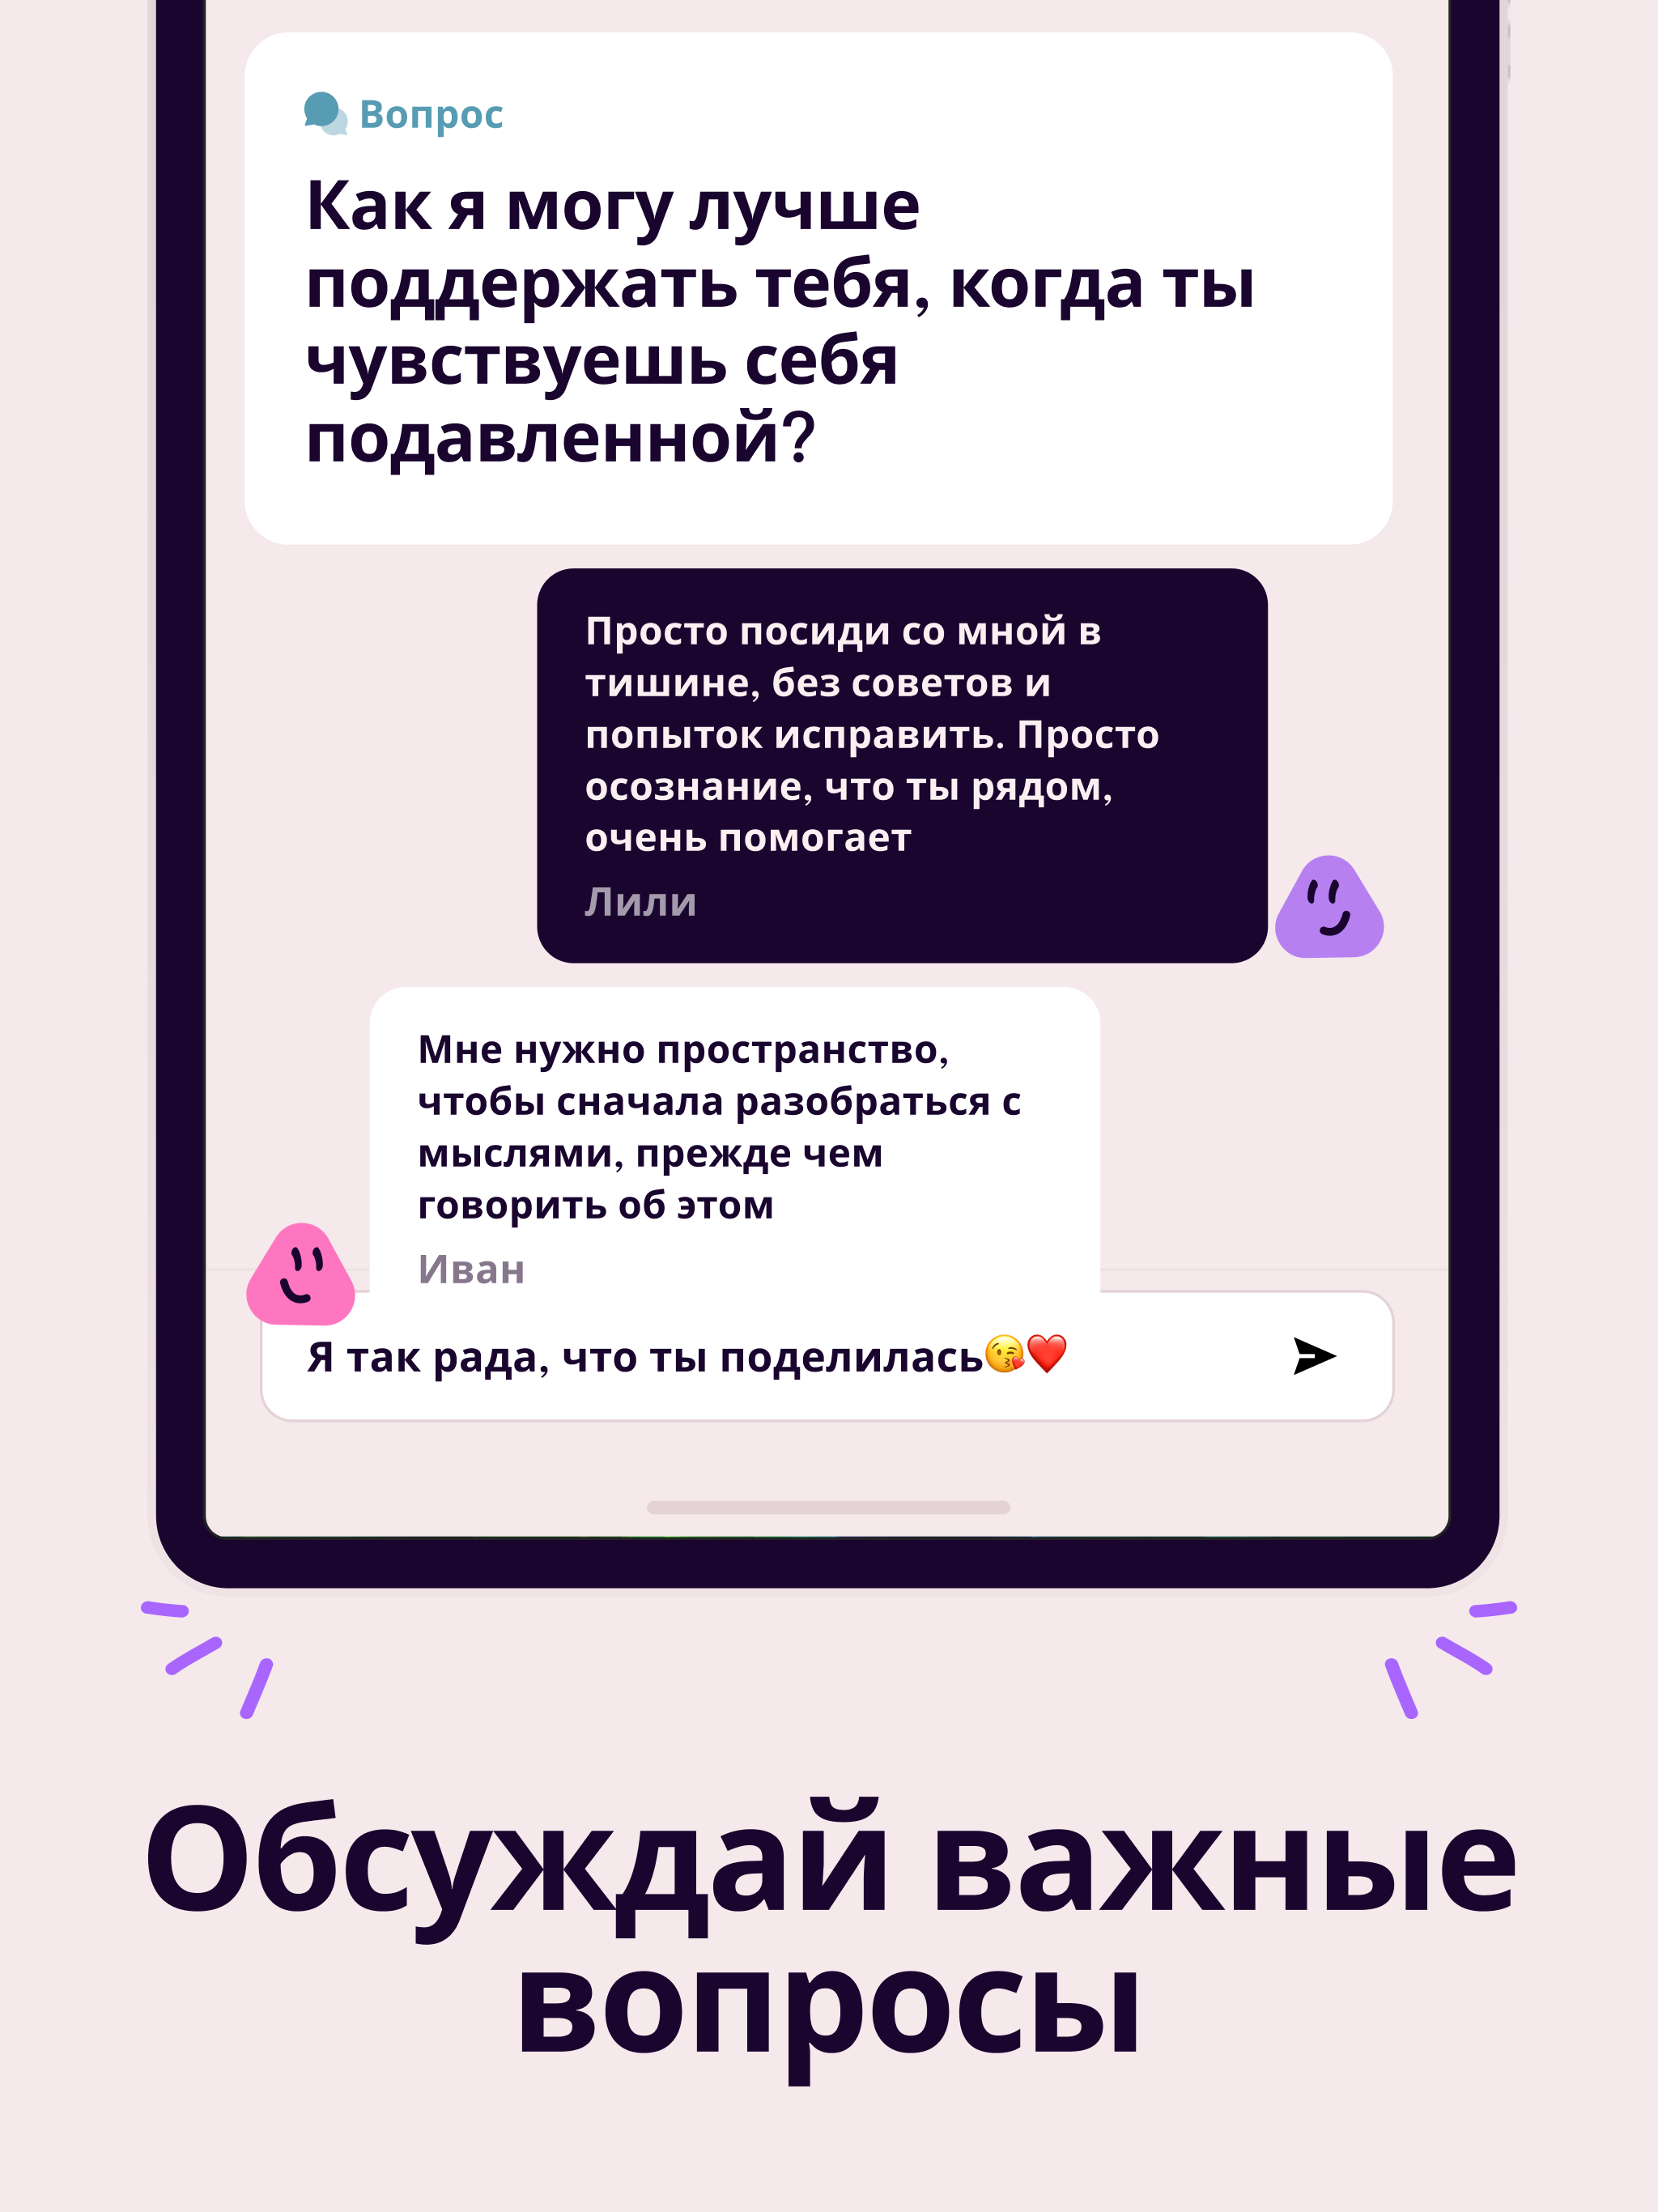 Вопрос
Как я могу лучше
поддержать тебя, когда ты
чувствуешь себя
подавленной?
Просто посиди со мной в
тишине, без советов и
попыток исправить. Просто
осознание, что ты рядом,
очень помогает
Лили
Мне нужно пространство,
чтобы сначала разобраться с
мыслями, прежде чем
говорить об этом
Иван
Я так рада, что ты поделилась😘❤️
Обсуждай важные
вопросы